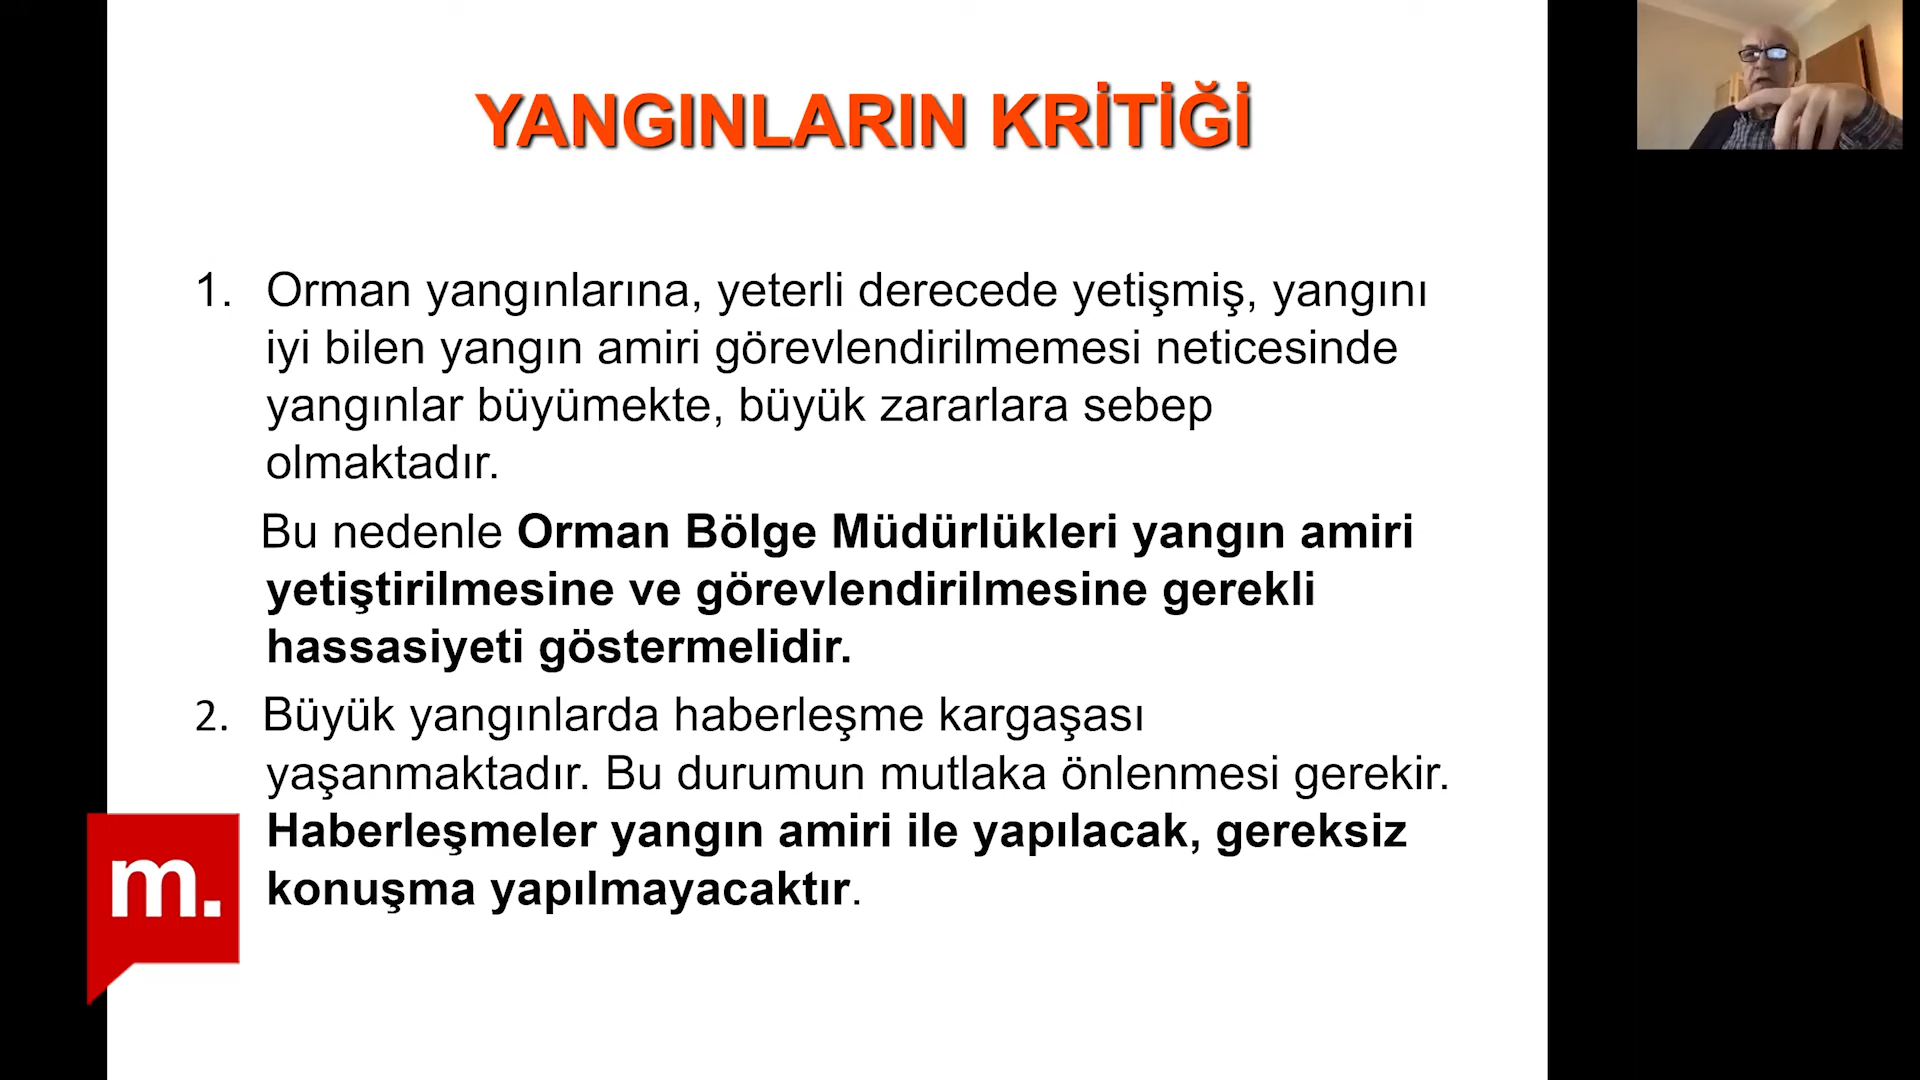 YANGINLARIN KRİTİĞİ
1. Orman yangınlarına, yeterli derecede yetişmiş, yangını
iyi bilen yangın amiri görevlendirilmemesi neticesinde
yangınlar büyümekte, büyük zararlara sebep
olmaktadır.
Bu nedenle Orman Bölge Müdürlükleri yangın amiri
yetiştirilmesine ve görevlendirilmesine gerekli
hassasiyeti göstermelidir.
2. Büyük yangınlarda haberleşme kargaşası
yaşanmaktadır. Bu durumun mutlaka önlenmesi gerekir.
Haberleşmeler yangın amiri ile yapılacak, gereksiz
konuşma yapılmayacaktır.
m.